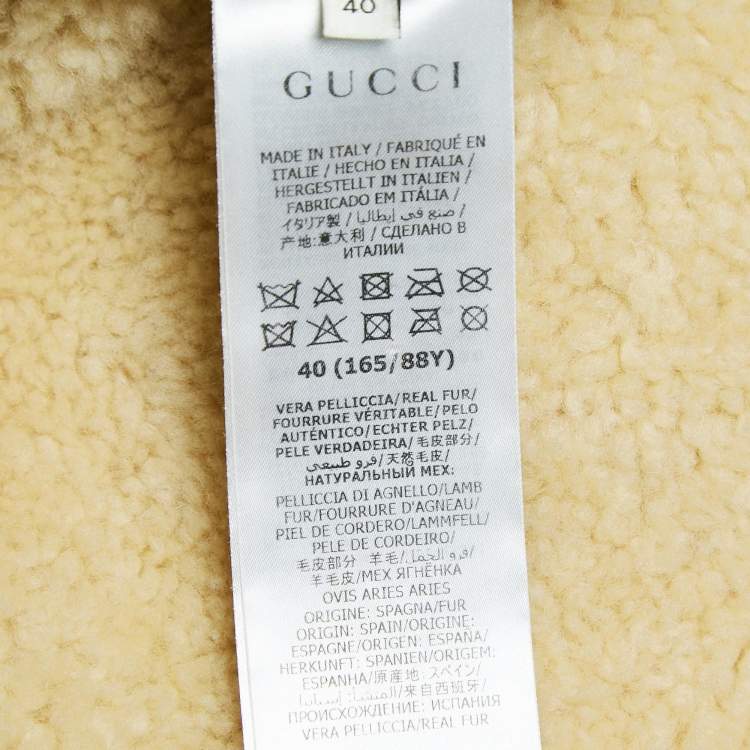 40
GUCCI
MADE IN ITALY / FABRIQUÉ EN
ITALIE / HECHO EN ITALIA /
HERGESTELLT IN ITALIEN /
FABRICADO EM ITÁLIA /
イタリア製 / صنع في إيطاليا /
产地:意大利 / СДЕЛАНО В
ИТАЛИИ
40 (165/88Y)
VERA PELLICCIA/REAL FUR/
FOURRURE VÉRITABLE/PELO
AUTÉNTICO/ECHTER PELZ/
PELE VERDADEIRA/毛皮部分/
فرو طبيعي/天然毛皮/
НАТУРАЛЬНЫЙ МЕХ:
PELLICCIA DI AGNELLO/LAMB
FUR/FOURRURE D'AGNEAU/
PIEL DE CORDERO/LAMMFELL/
PELE DE CORDEIRO/
毛皮部分 羊毛/فرو الحمل/
羊毛皮/МЕХ ЯГНЁНКА
OVIS ARIES ARIES
ORIGINE: SPAGNA/FUR
ORIGIN: SPAIN/ORIGINE:
ESPAGNE/ORIGEN: ESPAÑA/
HERKUNFT: SPANIEN/ORIGEM:
ESPANHA/原産地: スペイン/
المنشأ: إسبانيا/来自西班牙/
ПРОИСХОЖДЕНИЕ: ИСПАНИЯ
VERA PELLICCIA/REAL FUR